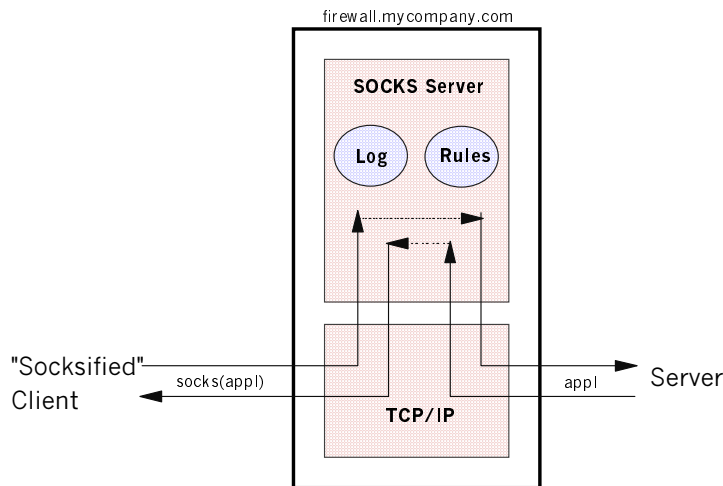 firewall.mycompany.com
SOCKS Server
Log
Rules
"Socksified"
Client
socks(appl)
appl
Server
TCP/IP